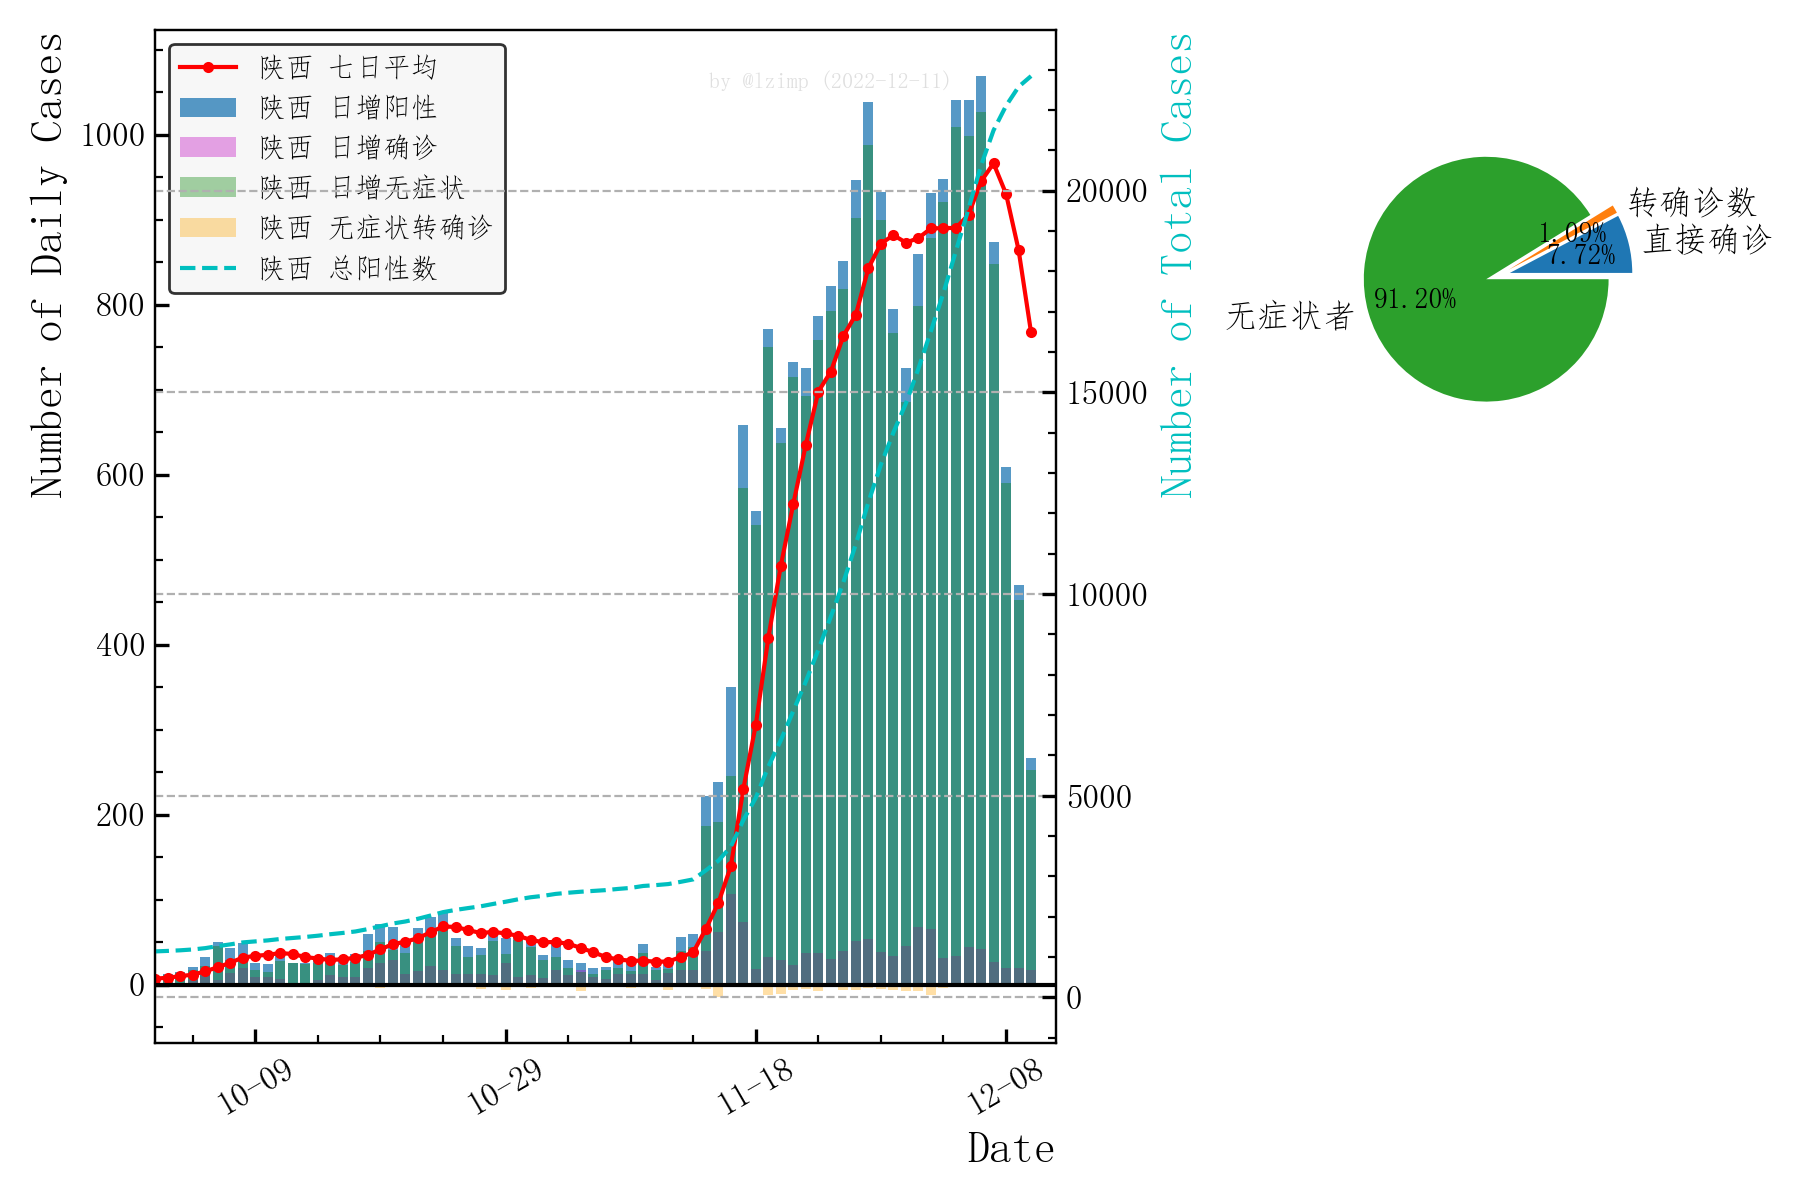 by @lzimp (2022-12-11)
陕西 七日平均
陕西 日增阳性
陕西 日增确诊
陕西 日增无症状
陕西 无症状转确诊
陕西 总阳性数
Number of Daily Cases
1000
800
600
400
200
0
10-09
10-29
11-18
12-08
Date
20000
15000
10000
5000
0
Number of Total Cases
转确诊数
1.09%
直接确诊
7.72%
91.20%
无症状者